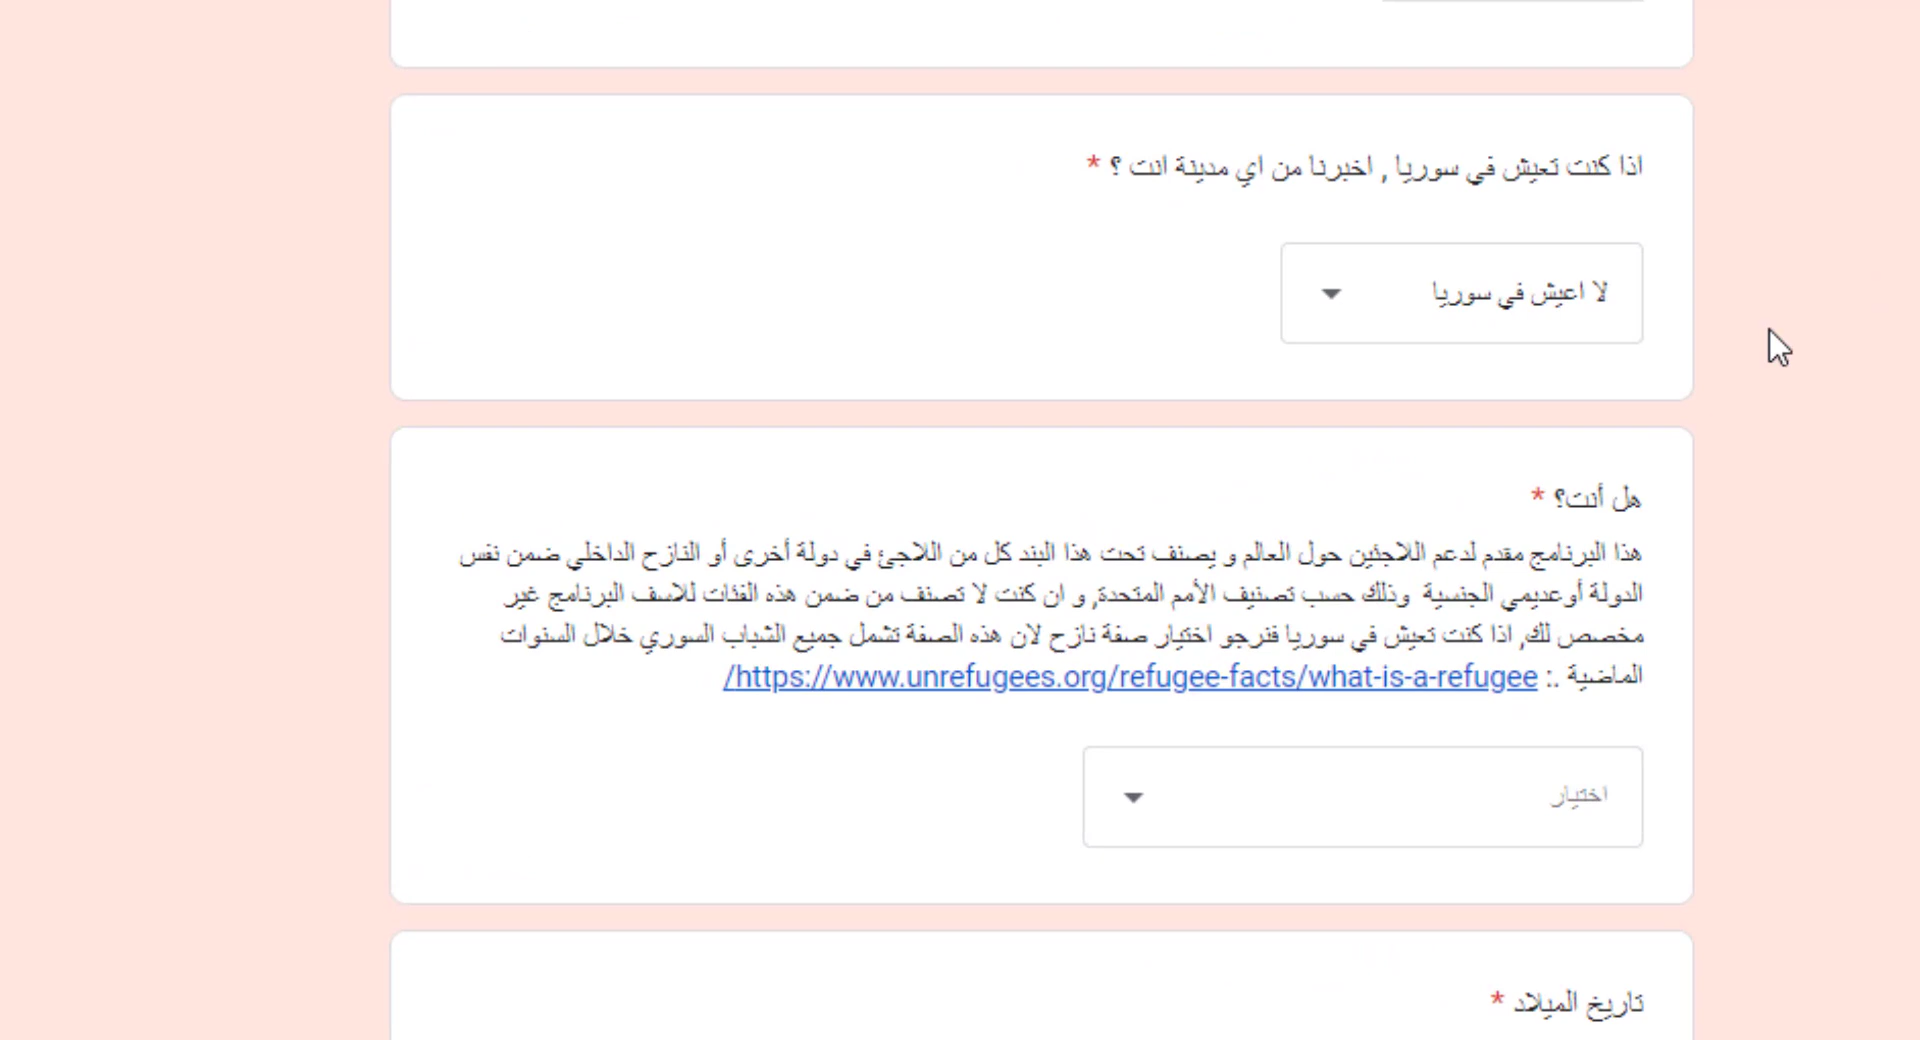 اذا كنت تعيش في سوريا , اخبرنا من اي مدينة انت ؟ *
لا اعيش في سوريا
هل أنت؟ *
هذا البرنامج مقدم لدعم اللاجئين حول العالم و يصنف تحت هذا البند كل من اللاجئ في دولة أخرى أو النازح الداخلي ضمن نفس
الدولة أوعديمي الجنسية وذلك حسب تصنيف الأمم المتحدة, و ان كنت لا تصنف من ضمن هذه الفئات للاسف البرنامج غير
مخصص لك, اذا كنت تعيش في سوريا فنرجو اختيار صفة نازح لان هذه الصفة تشمل جميع الشباب السوري خلال السنوات
الماضية .: https://www.unrefugees.org/refugee-facts/what-is-a-refugee/
اختيار
تاريخ الميلاد *